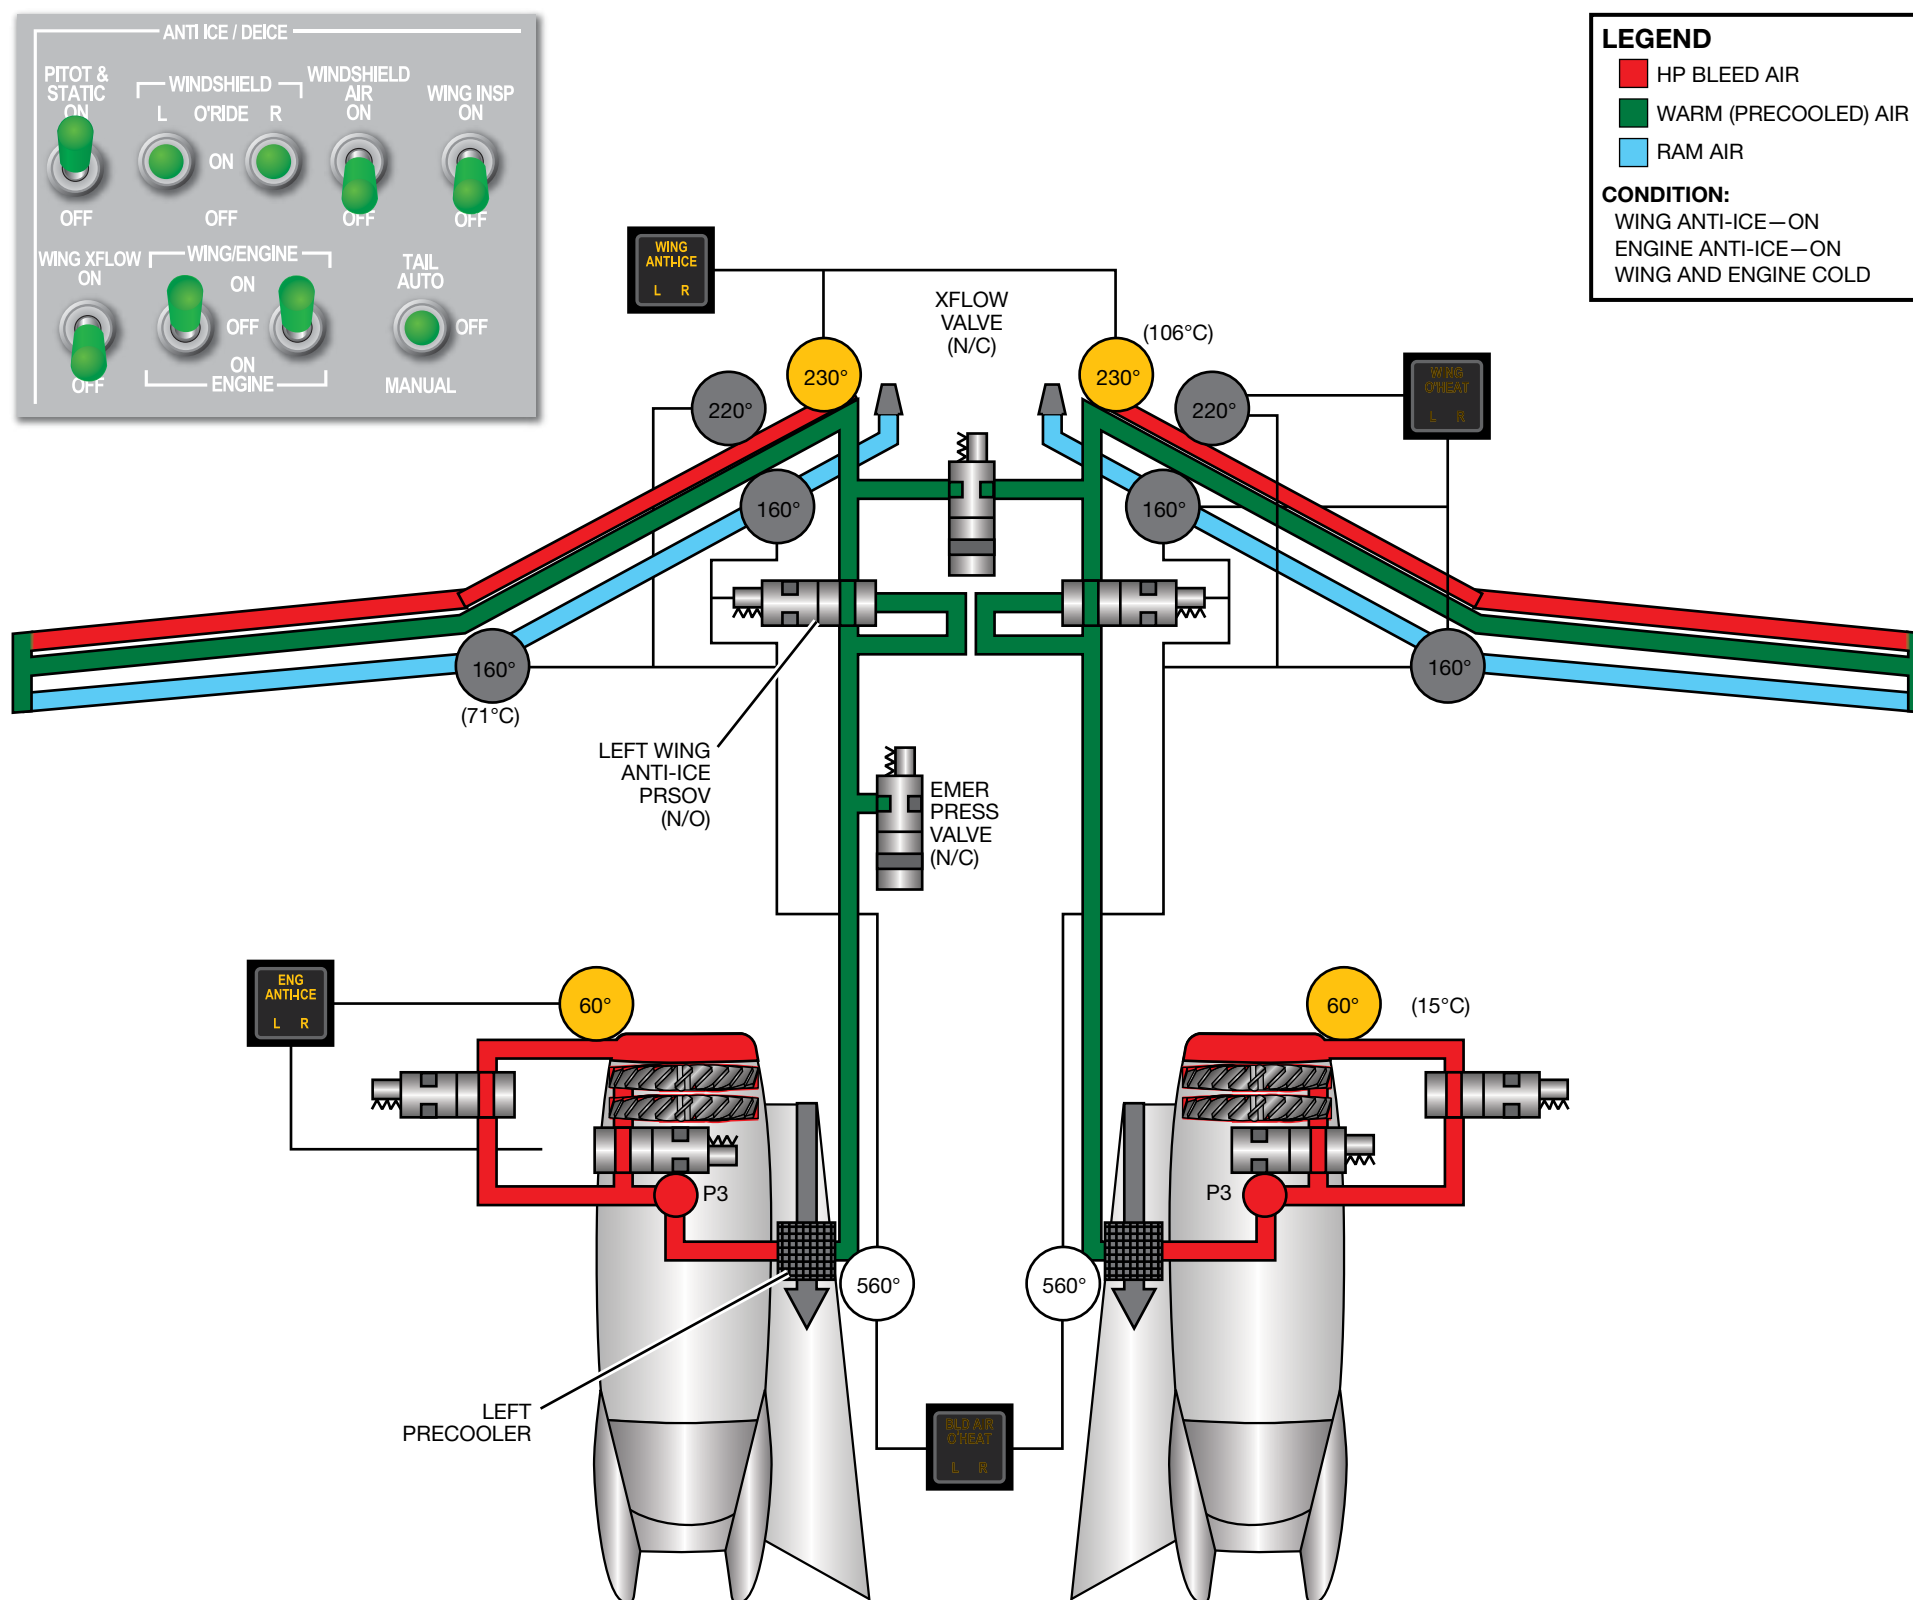 ANTI ICE / DEICE
PITOT &
STATIC
ON
OFF
WINDSHIELD
L O'RIDE R
ON
OFF
WINDSHIELD
AIR
ON
OFF
WING INSP
ON
OFF
WING XFLOW
ON
OFF
WING/ENGINE
ON
OFF
ON
ENGINE
TAIL
AUTO
OFF
MANUAL
LEGEND
HP BLEED AIR
WARM (PRECOOLED) AIR
RAM AIR
CONDITION:
WING ANTI-ICE—ON
ENGINE ANTI-ICE—ON
WING AND ENGINE COLD
WING
ANTI-ICE
L R
XFLOW
VALVE
(N/C)
(106°C)
230°
230°
220°
220°
WING
O'HEAT
L R
160°
160°
160°
(71°C)
160°
LEFT WING
ANTI-ICE
PRSOV
(N/O)
EMER
PRESS
VALVE
(N/C)
ENG
ANTI-ICE
L R
60°
60°
(15°C)
P3
P3
560°
560°
LEFT
PRECOOLER
BLD AIR
O'HEAT
L R